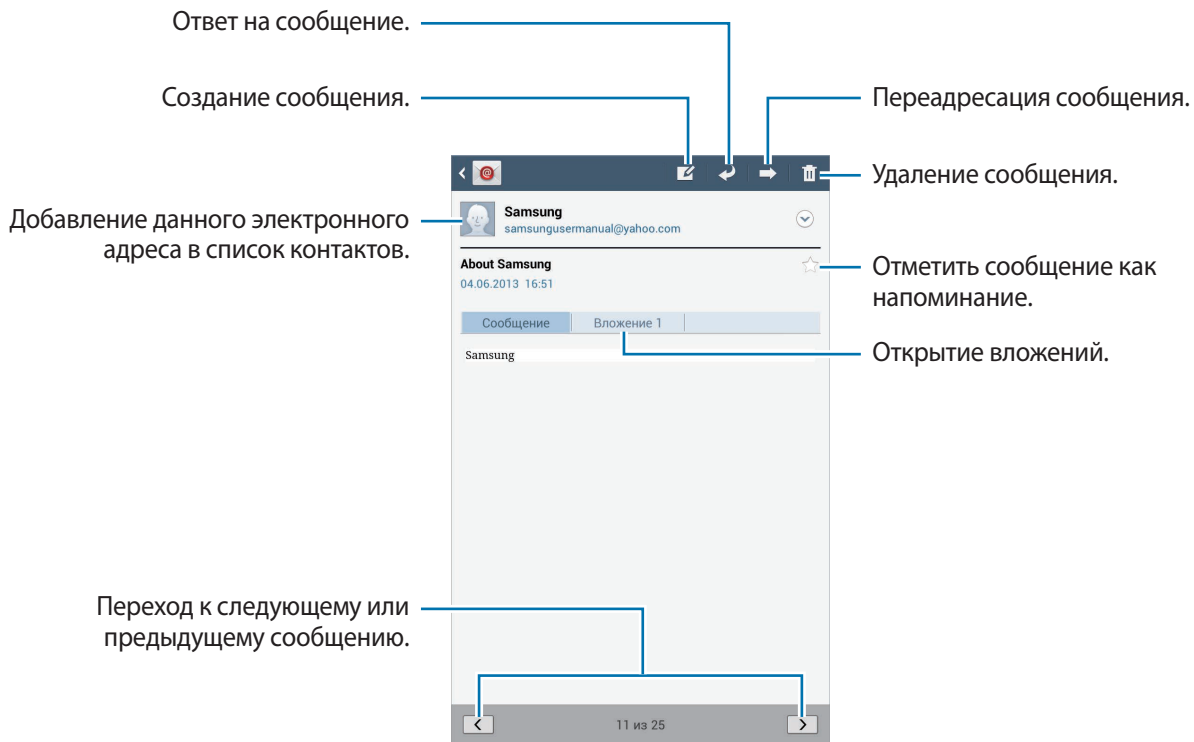 Ответ на сообщение.
Создание сообщения.
Переадресация сообщения.
Удаление сообщения.
Добавление данного электронного
адреса в список контактов.
Samsung
samsungusermanual@yahoo.com
About Samsung
04.06.2013 16:51
Отметить сообщение как
напоминание.
Сообщение
Вложение 1
Открытие вложений.
Samsung
Переход к следующему или
предыдущему сообщению.
11 из 25